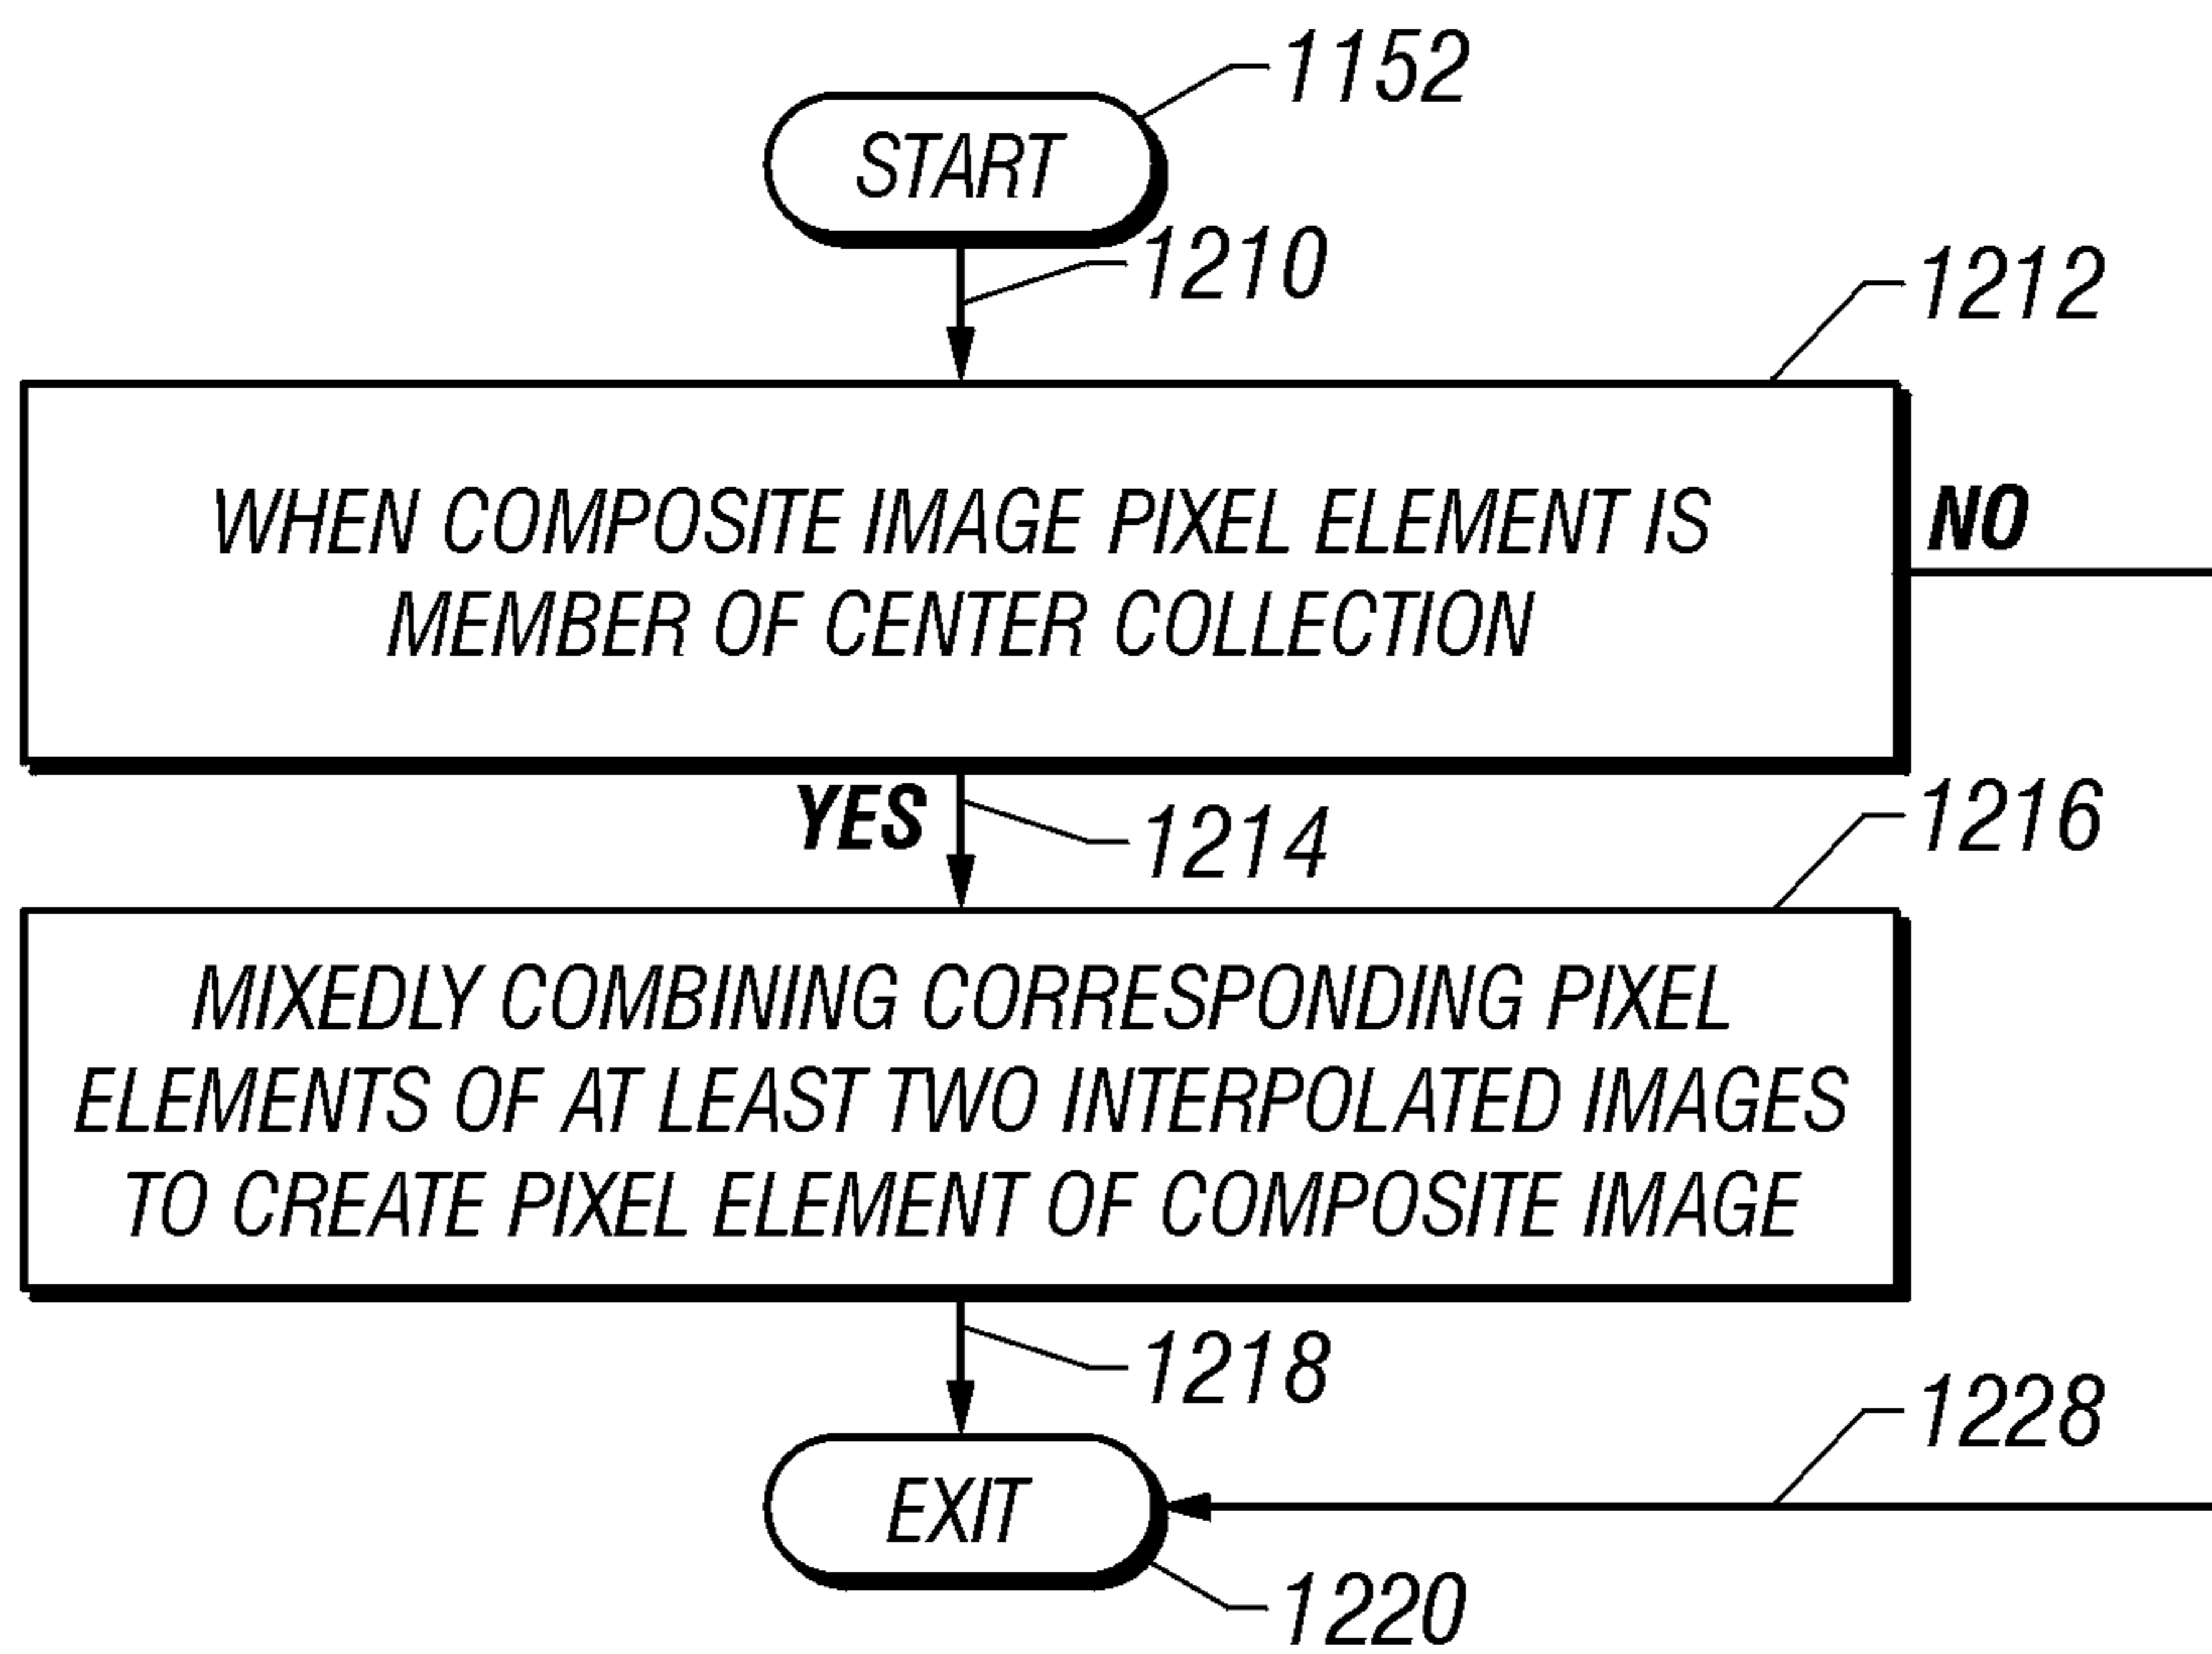 1152
START
1210
1212
WHEN COMPOSITE IMAGE PIXEL ELEMENT IS
MEMBER OF CENTER COLLECTION
NO
YES
1214
1216
MIXEDLY COMBINING CORRESPONDING PIXEL
ELEMENTS OF AT LEAST TWO INTERPOLATED IMAGES
TO CREATE PIXEL ELEMENT OF COMPOSITE IMAGE
1218
1228
EXIT
1220